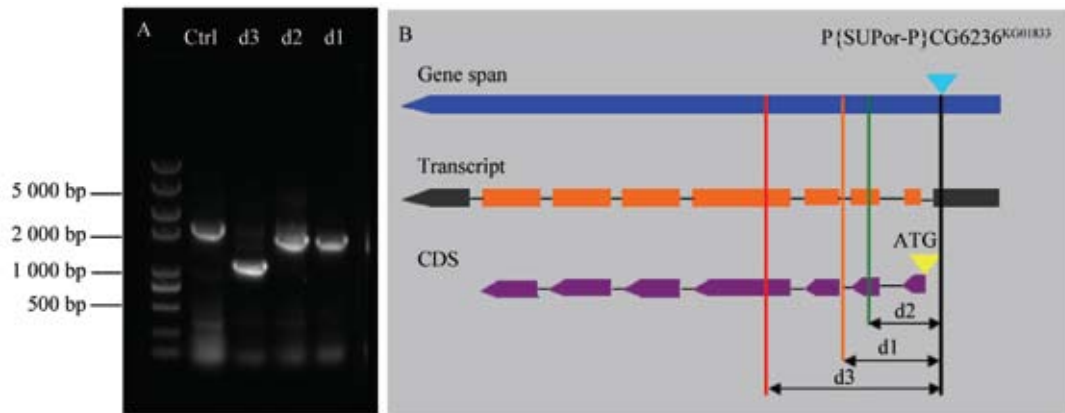 A
Ctrl d3 d2 d1
5 000 bp
2 000 bp
1 000 bp
500 bp
B
P{SUPor-P}CG6236KG01833
Gene span
Transcript
CDS
ATG
d2
d1
d3